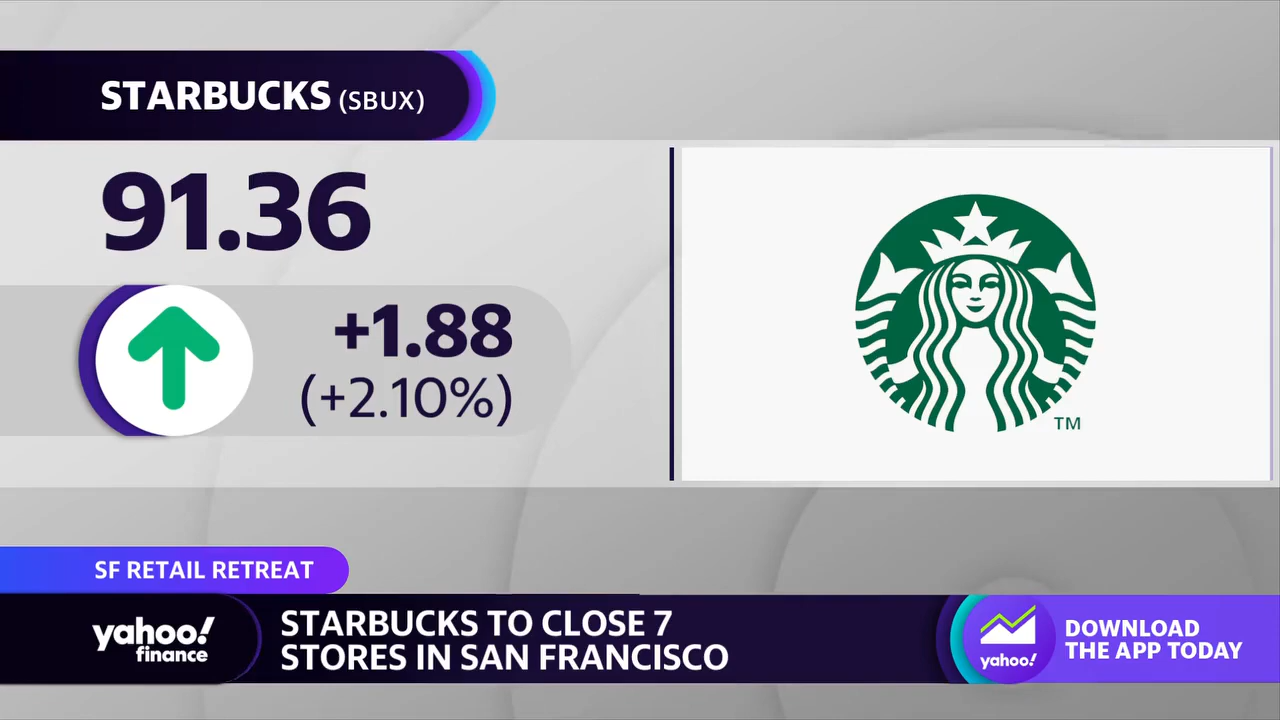 STARBUCKS (SBUX)
91.36
+1.88
(+2.10%)
TM
SF RETAIL RETREAT
yahoo!
finance
STARBUCKS TO CLOSE 7
STORES IN SAN FRANCISCO
yahoo!
DOWNLOAD
THE APP TODAY